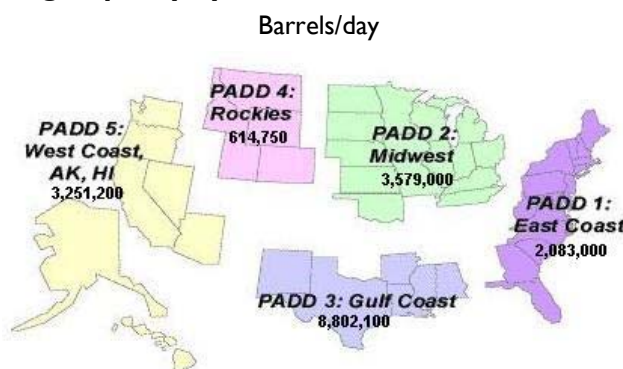 Barrels/day
PADD 5:
West Coast,
AK, HI
3,251,200
PADD 4:
Rockies
614,750
PADD 2:
Midwest
3,579,000
PADD 1:
East Coast
2,083,000
PADD 3: Gulf Coast
8,802,100